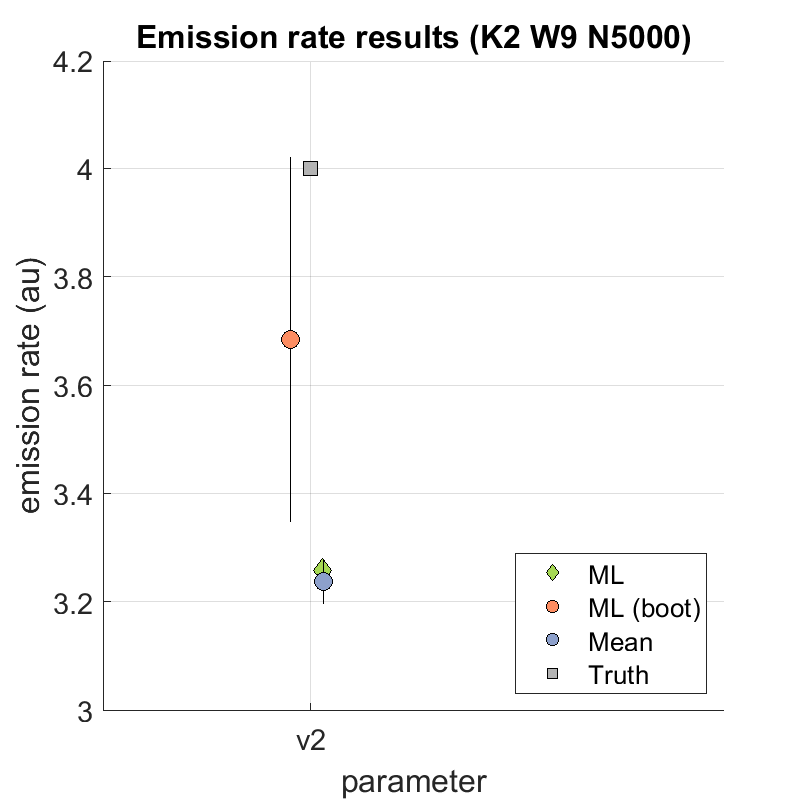 Emission rate results (K2 W9 N5000)
4.2
4
3.8
3.6
3.4
3.2
3
emission rate (au)
ML
ML (boot)
Mean
Truth
v2
parameter